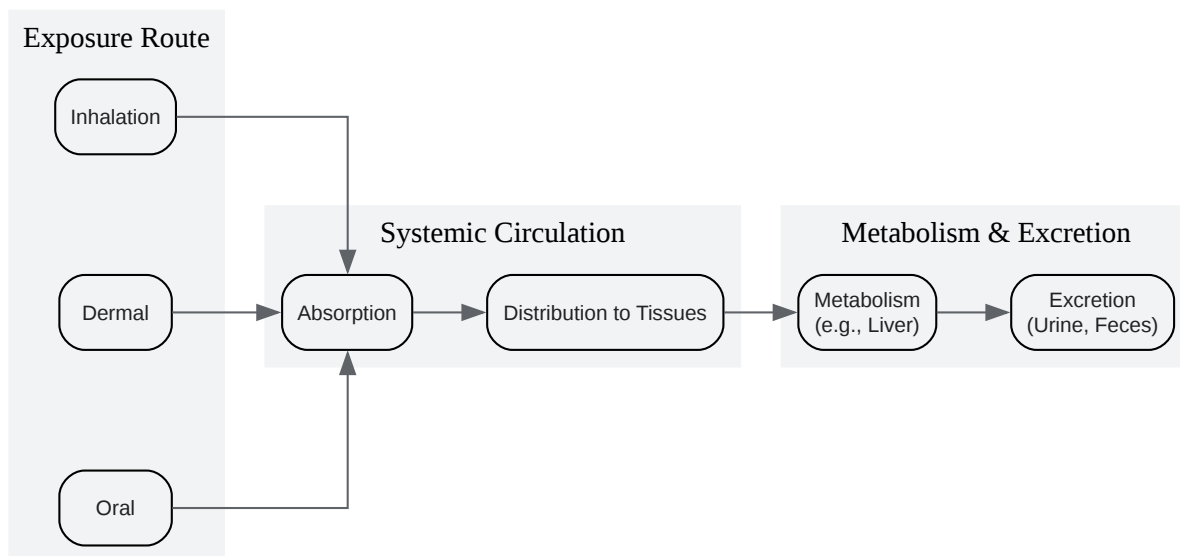 Exposure Route
Inhalation
Systemic Circulation
Metabolism & Excretion
Dermal
Absorption
Distribution to Tissues
Metabolism
(e.g., Liver)
Excretion
(Urine, Feces)
Oral